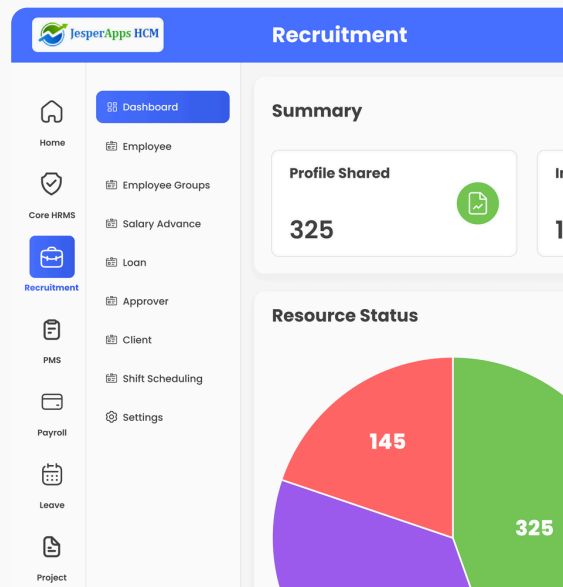 JesperApps HCM
Recruitment
Home
Core HRMS
Recruitment
PMS
Payroll
Leave
Project
Dashboard
Employee
Employee Groups
Salary Advance
Loan
Approver
Client
Shift Scheduling
Settings
Summary
Profile Shared
325
Resource Status
145
325